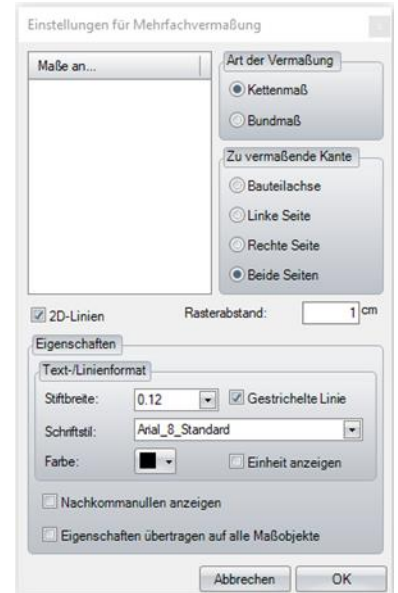 Einstellungen für Mehrfachvermaßung
Maße an...
Art der Vermaßung
Kettenmaß
Bundmaß
Zu vermaßende Kante
Bauteilachse
Linke Seite
Rechte Seite
Beide Seiten
2D-Linien
Rasterabstand: 1 cm
Eigenschaften
Text-/Linienformat
Stiftbreite: 0.12 Gestrichelte Linie
Schriftstil: Arial_8_Standard
Farbe: Einheit anzeigen
Nachkommanullen anzeigen
Eigenschaften übertragen auf alle Maßobjekte
Abbrechen OK